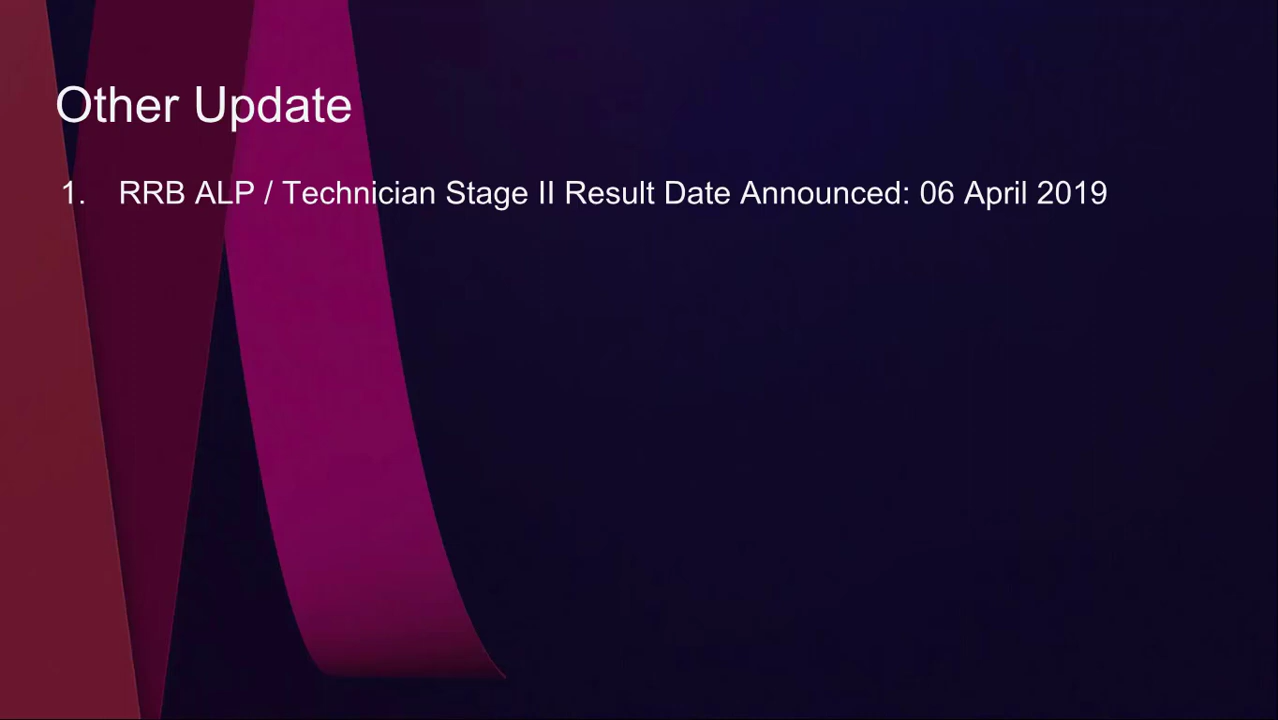 Other Update
1. RRB ALP / Technician Stage II Result Date Announced: 06 April 2019